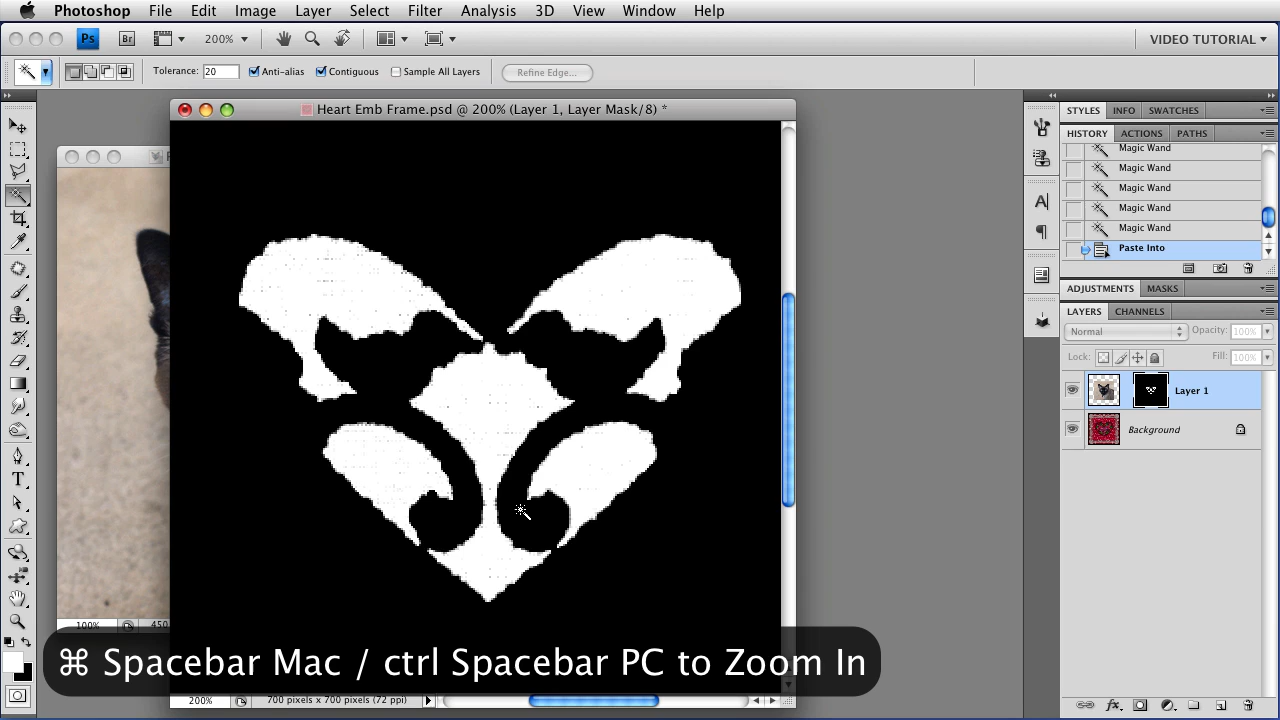 Photoshop File Edit Image Layer Select Filter Analysis 3D View Window Help
Ps Br 200% VIDEO TUTORIAL
Tolerance: 20 Anti-alias Contiguous Sample All Layers Refine Edge...
Heart Emb Frame.psd @ 200% (Layer 1, Layer Mask/8) *
STYLES INFO SWATCHES
HISTORY ACTIONS PATHS
Magic Wand
Magic Wand
Magic Wand
Magic Wand
Magic Wand
Paste Into
ADJUSTMENTS MASKS
LAYERS CHANNELS
Normal Opacity: 100%
Lock: Fill: 100%
Layer 1
Background
100% 450
⌘ Spacebar Mac / ctrl Spacebar PC to Zoom In
200% 700 pixels x 700 pixels (72 ppi)